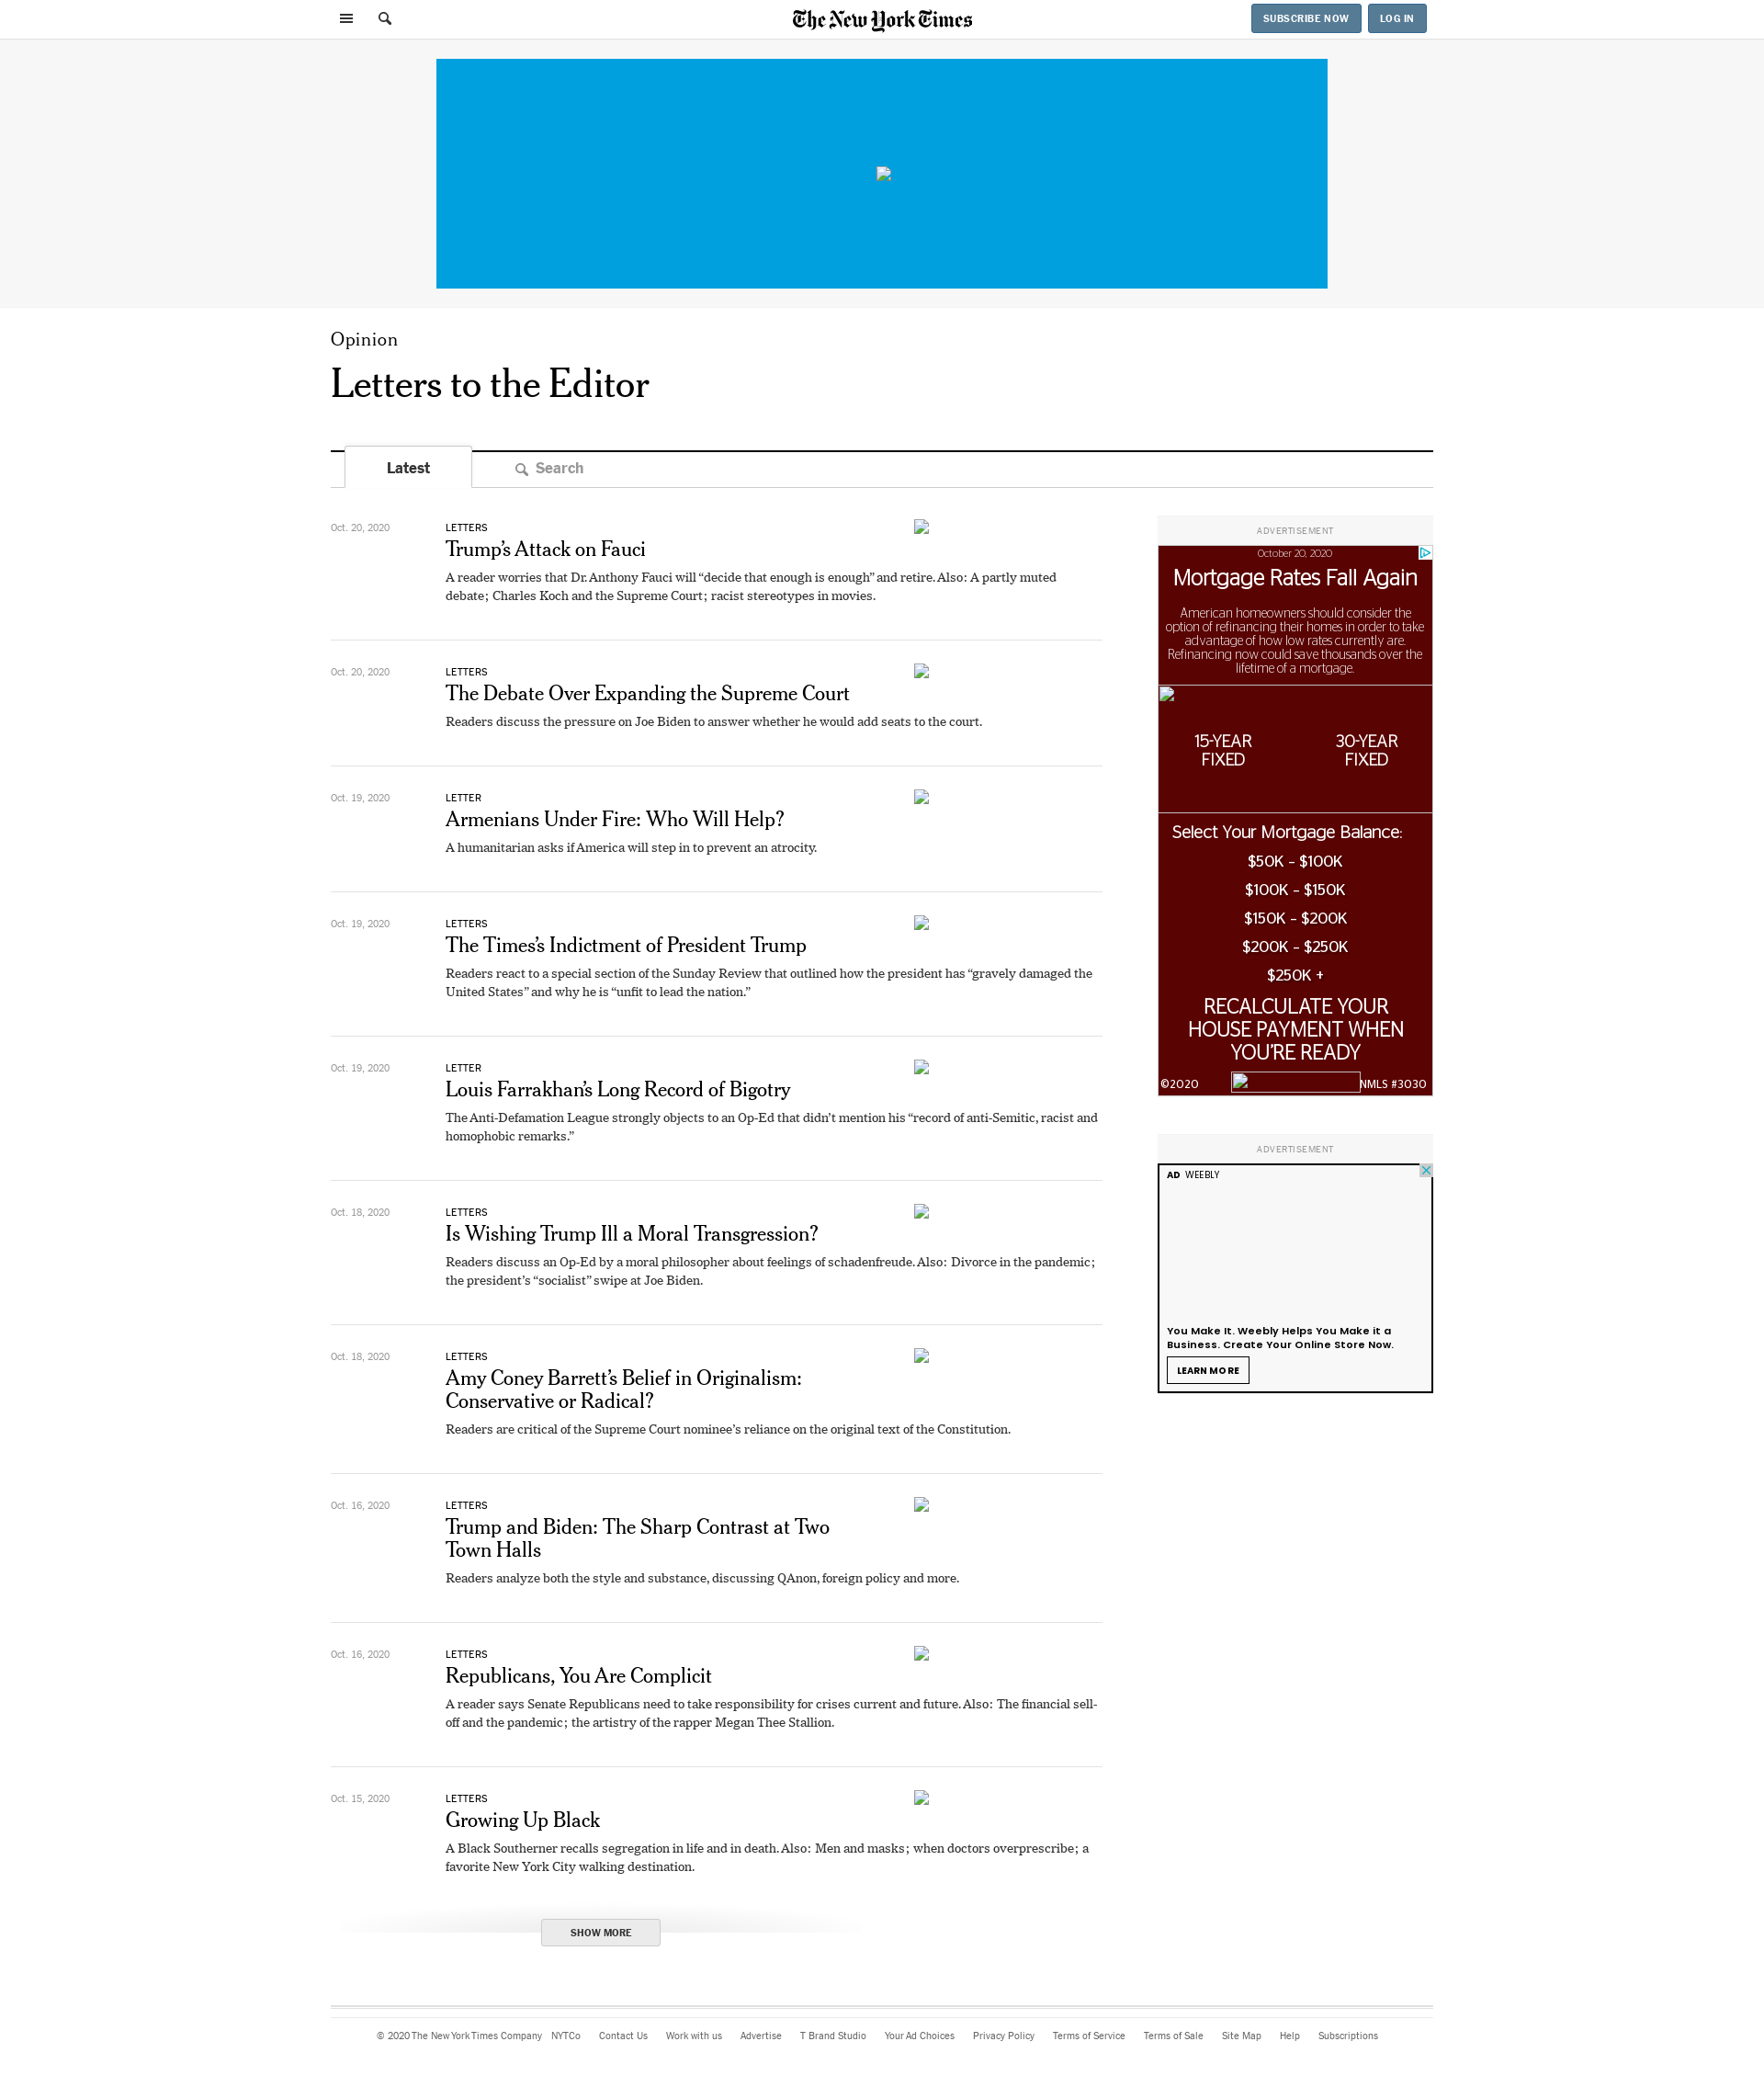 The New York Times
SUBSCRIBE NOW
LOG IN
Opinion
Letters to the Editor
Latest
Search
Oct. 20, 2020
LETTERS
Trump’s Attack on Fauci
A reader worries that Dr. Anthony Fauci will “decide that enough is enough” and retire. Also: A partly muted
debate; Charles Koch and the Supreme Court; racist stereotypes in movies.
Oct. 20, 2020
LETTERS
The Debate Over Expanding the Supreme Court
Readers discuss the pressure on Joe Biden to answer whether he would add seats to the court.
Oct. 19, 2020
LETTER
Armenians Under Fire: Who Will Help?
A humanitarian asks if America will step in to prevent an atrocity.
Oct. 19, 2020
LETTERS
The Times’s Indictment of President Trump
Readers react to a special section of the Sunday Review that outlined how the president has “gravely damaged the
United States” and why he is “unfit to lead the nation.”
Oct. 19, 2020
LETTER
Louis Farrakhan’s Long Record of Bigotry
The Anti-Defamation League strongly objects to an Op-Ed that didn’t mention his “record of anti-Semitic, racist and
homophobic remarks.”
Oct. 18, 2020
LETTERS
Is Wishing Trump Ill a Moral Transgression?
Readers discuss an Op-Ed by a moral philosopher about feelings of schadenfreude. Also: Divorce in the pandemic;
the president’s “socialist” swipe at Joe Biden.
Oct. 18, 2020
LETTERS
Amy Coney Barrett’s Belief in Originalism:
Conservative or Radical?
Readers are critical of the Supreme Court nominee’s reliance on the original text of the Constitution.
Oct. 16, 2020
LETTERS
Trump and Biden: The Sharp Contrast at Two
Town Halls
Readers analyze both the style and substance, discussing QAnon, foreign policy and more.
Oct. 16, 2020
LETTERS
Republicans, You Are Complicit
A reader says Senate Republicans need to take responsibility for crises current and future. Also: The financial sell-
off and the pandemic; the artistry of the rapper Megan Thee Stallion.
Oct. 15, 2020
LETTERS
Growing Up Black
A Black Southerner recalls segregation in life and in death. Also: Men and masks; when doctors overprescribe; a
favorite New York City walking destination.
SHOW MORE
ADVERTISEMENT
October 20, 2020
Mortgage Rates Fall Again
American homeowners should consider the
option of refinancing their homes in order to take
advantage of how low rates currently are.
Refinancing now could save thousands over the
lifetime of a mortgage.
15-YEAR
FIXED
30-YEAR
FIXED
Select Your Mortgage Balance:
$50K - $100K
$100K - $150K
$150K - $200K
$200K - $250K
$250K +
RECALCULATE YOUR
HOUSE PAYMENT WHEN
YOU’RE READY
©2020
NMLS #3030
ADVERTISEMENT
AD WEEBLY
You Make It. Weebly Helps You Make it a
Business. Create Your Online Store Now.
LEARN MORE
© 2020 The New York Times Company NYTCo Contact Us Work with us Advertise T Brand Studio Your Ad Choices Privacy Policy Terms of Service Terms of Sale Site Map Help Subscriptions